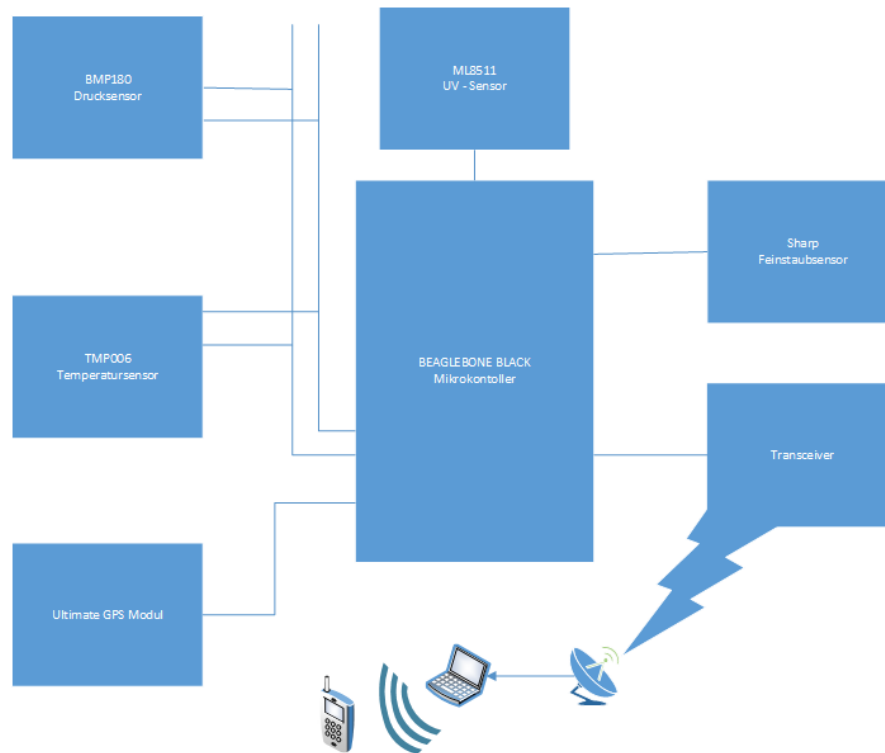 BMP180
Drucksensor
ML8511
UV - Sensor
Sharp
Feinstaubsensor
TMP006
Temperatursensor
BEAGLEBONE BLACK
Mikrokontoller
Transceiver
Ultimate GPS Modul